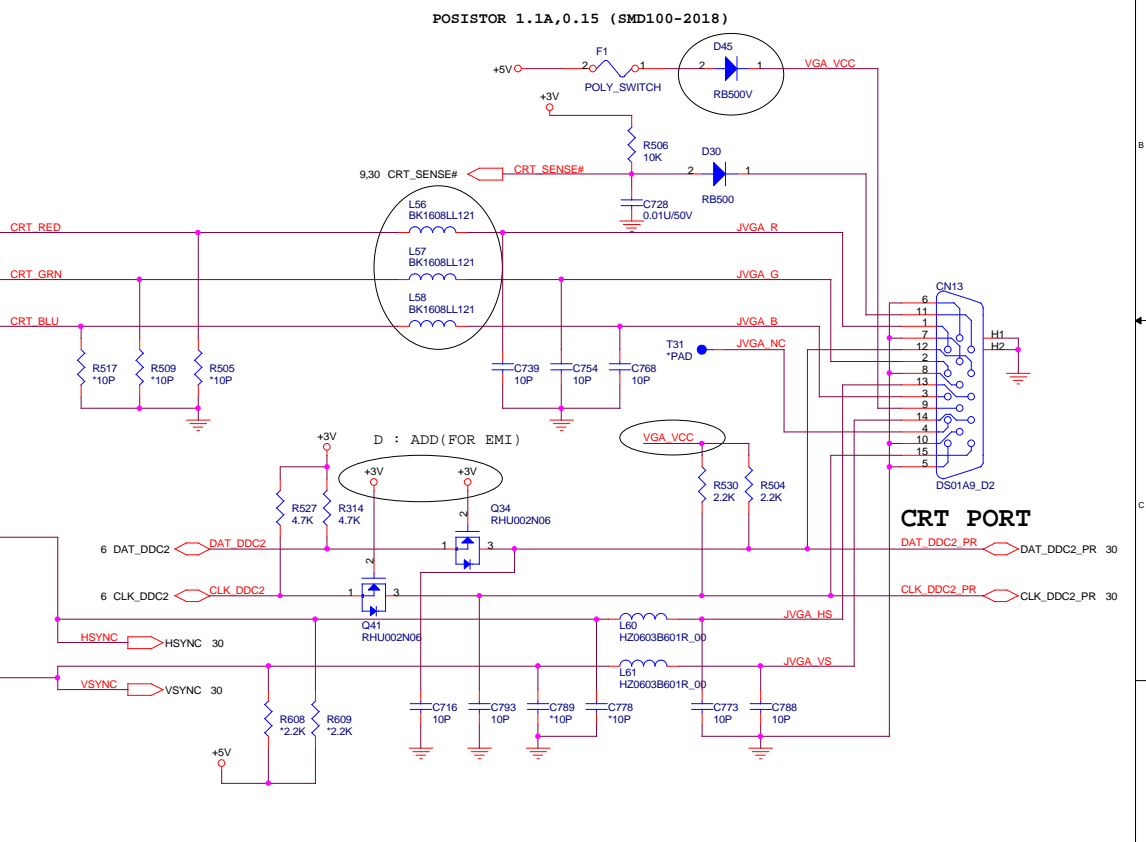 POSISTOR 1.1A,0.15 (SMD100-2018)
F1
D45
+5V
2
1
2
1
VGA_VCC
POLY_SWITCH
RB500V
+3V
R506
10K
B
D30
9,30 CRT_SENSE#
CRT_SENSE#
2
1
RB500
C728
0.01U/50V
L56
BK1608LL121
CRT_RED
JVGA_R
L57
BK1608LL121
CRT_GRN
JVGA_G
L58
BK1608LL121
CRT_BLU
JVGA_B
CN13
6
11
1
7
12
2
8
13
3
9
14
4
10
15
5
H1
H2
DS01A9_D2
T31
*PAD
JVGA_NC
R517
*10P
R509
*10P
R505
*10P
C739
10P
C754
10P
C768
10P
+3V
D : ADD(FOR EMI)
VGA_VCC
+3V
+3V
R527
4.7K
R314
4.7K
2
Q34
RHU002N06
R530
2.2K
R504
2.2K
C
CRT PORT
6 DAT_DDC2
DAT_DDC2
1
3
DAT_DDC2_PR
DAT_DDC2_PR 30
2
6 CLK_DDC2
CLK_DDC2
1
3
CLK_DDC2_PR
CLK_DDC2_PR 30
Q41
RHU002N06
L60
HZ0603B601R_00
JVGA_HS
HSYNC
HSYNC 30
L61
HZ0603B601R_00
JVGA_VS
VSYNC
VSYNC 30
R608
*2.2K
R609
*2.2K
C716
10P
C793
10P
C789
*10P
C778
*10P
C773
10P
C788
10P
+5V